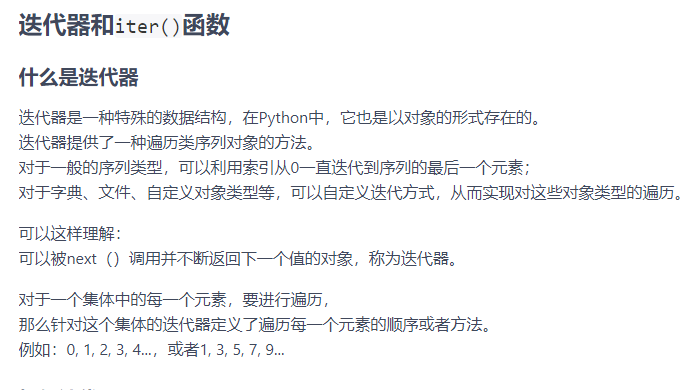 迭代器和iter()函数
什么是迭代器
迭代器是一种特殊的数据结构，在Python中，它也是以对象的形式存在的。
迭代器提供了一种遍历类序列对象的方法。
对于一般的序列类型，可以利用索引从0一直迭代到序列的最后一个元素；
对于字典、文件、自定义对象类型等，可以自定义迭代方式，从而实现对这些对象类型的遍历。
可以这样理解：
可以被next（）调用并不断返回下一个值的对象，称为迭代器。
对于一个集体中的每一个元素，要进行遍历，
那么针对这个集体的迭代器定义了遍历每一个元素的顺序或者方法。
例如：0, 1, 2, 3, 4...，或者1, 3, 5, 7, 9...